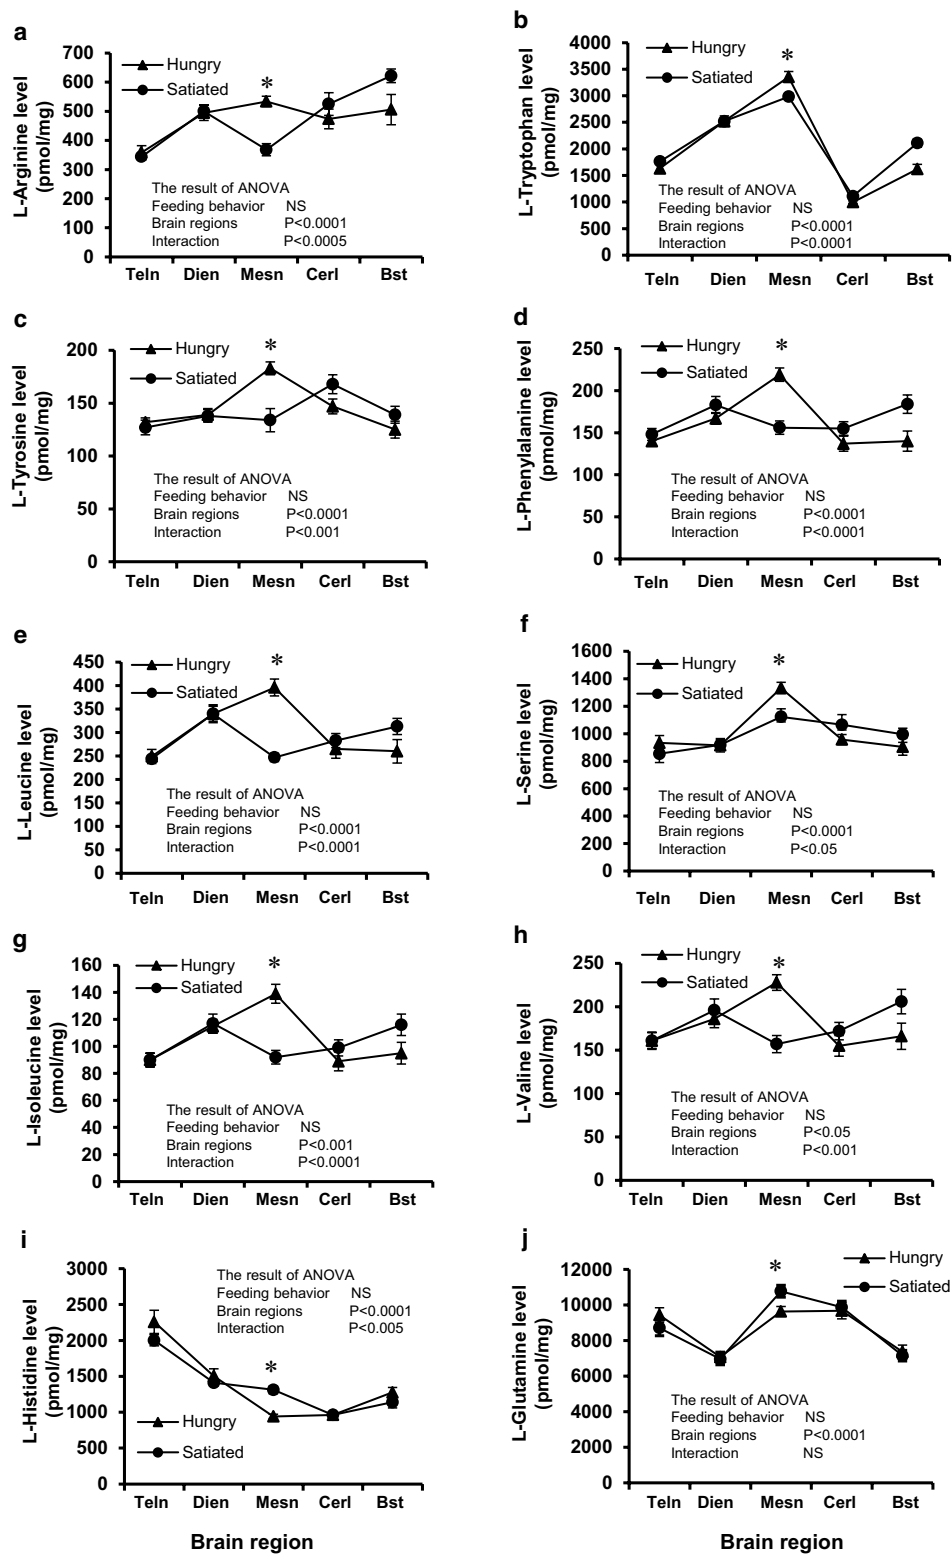 a
700
600
500
400
300
200
100
0
L-Arginine level
(pmol/mg)
Hungry
Satiated
*
The result of ANOVA
Feeding behavior NS
Brain regions P<0.0001
Interaction P<0.0005
Teln Dien Mesn Cerl Bst
b
4000
3500
3000
2500
2000
1500
1000
500
0
L-Tryptophan level
(pmol/mg)
Hungry
Satiated
*
The result of ANOVA
Feeding behavior NS
Brain regions P<0.0001
Interaction P<0.0001
Teln Dien Mesn Cerl Bst
c
200
150
100
50
0
L-Tyrosine level
(pmol/mg)
Hungry
Satiated
*
The result of ANOVA
Feeding behavior NS
Brain regions P<0.0001
Interaction P<0.001
Teln Dien Mesn Cerl Bst
d
250
200
150
100
50
0
L-Phenylalanine level
(pmol/mg)
Hungry
Satiated
*
The result of ANOVA
Feeding behavior NS
Brain regions P<0.0001
Interaction P<0.0001
Teln Dien Mesn Cerl Bst
e
450
400
350
300
250
200
150
100
50
0
L-Leucine level
(pmol/mg)
Hungry
Satiated
*
The result of ANOVA
Feeding behavior NS
Brain regions P<0.0001
Interaction P<0.0001
Teln Dien Mesn Cerl Bst
f
1600
1400
1200
1000
800
600
400
200
0
L-Serine level
(pmol/mg)
Hungry
Satiated
*
The result of ANOVA
Feeding behavior NS
Brain regions P<0.0001
Interaction P<0.05
Teln Dien Mesn Cerl Bst
g
160
140
120
100
80
60
40
20
0
L-Isoleucine level
(pmol/mg)
Hungry
Satiated
*
The result of ANOVA
Feeding behavior NS
Brain regions P<0.001
Interaction P<0.0001
Teln Dien Mesn Cerl Bst
h
250
200
150
100
50
0
L-Valine level
(pmol/mg)
Hungry
Satiated
*
The result of ANOVA
Feeding behavior NS
Brain regions P<0.05
Interaction P<0.001
Teln Dien Mesn Cerl Bst
i
3000
2500
2000
1500
1000
500
0
L-Histidine level
(pmol/mg)
The result of ANOVA
Feeding behavior NS
Brain regions P<0.0001
Interaction P<0.005
*
Hungry
Satiated
Teln Dien Mesn Cerl Bst
Brain region
j
12000
10000
8000
6000
4000
2000
0
L-Glutamine level
(pmol/mg)
Hungry
Satiated
*
The result of ANOVA
Feeding behavior NS
Brain regions P<0.0001
Interaction NS
Teln Dien Mesn Cerl Bst
Brain region